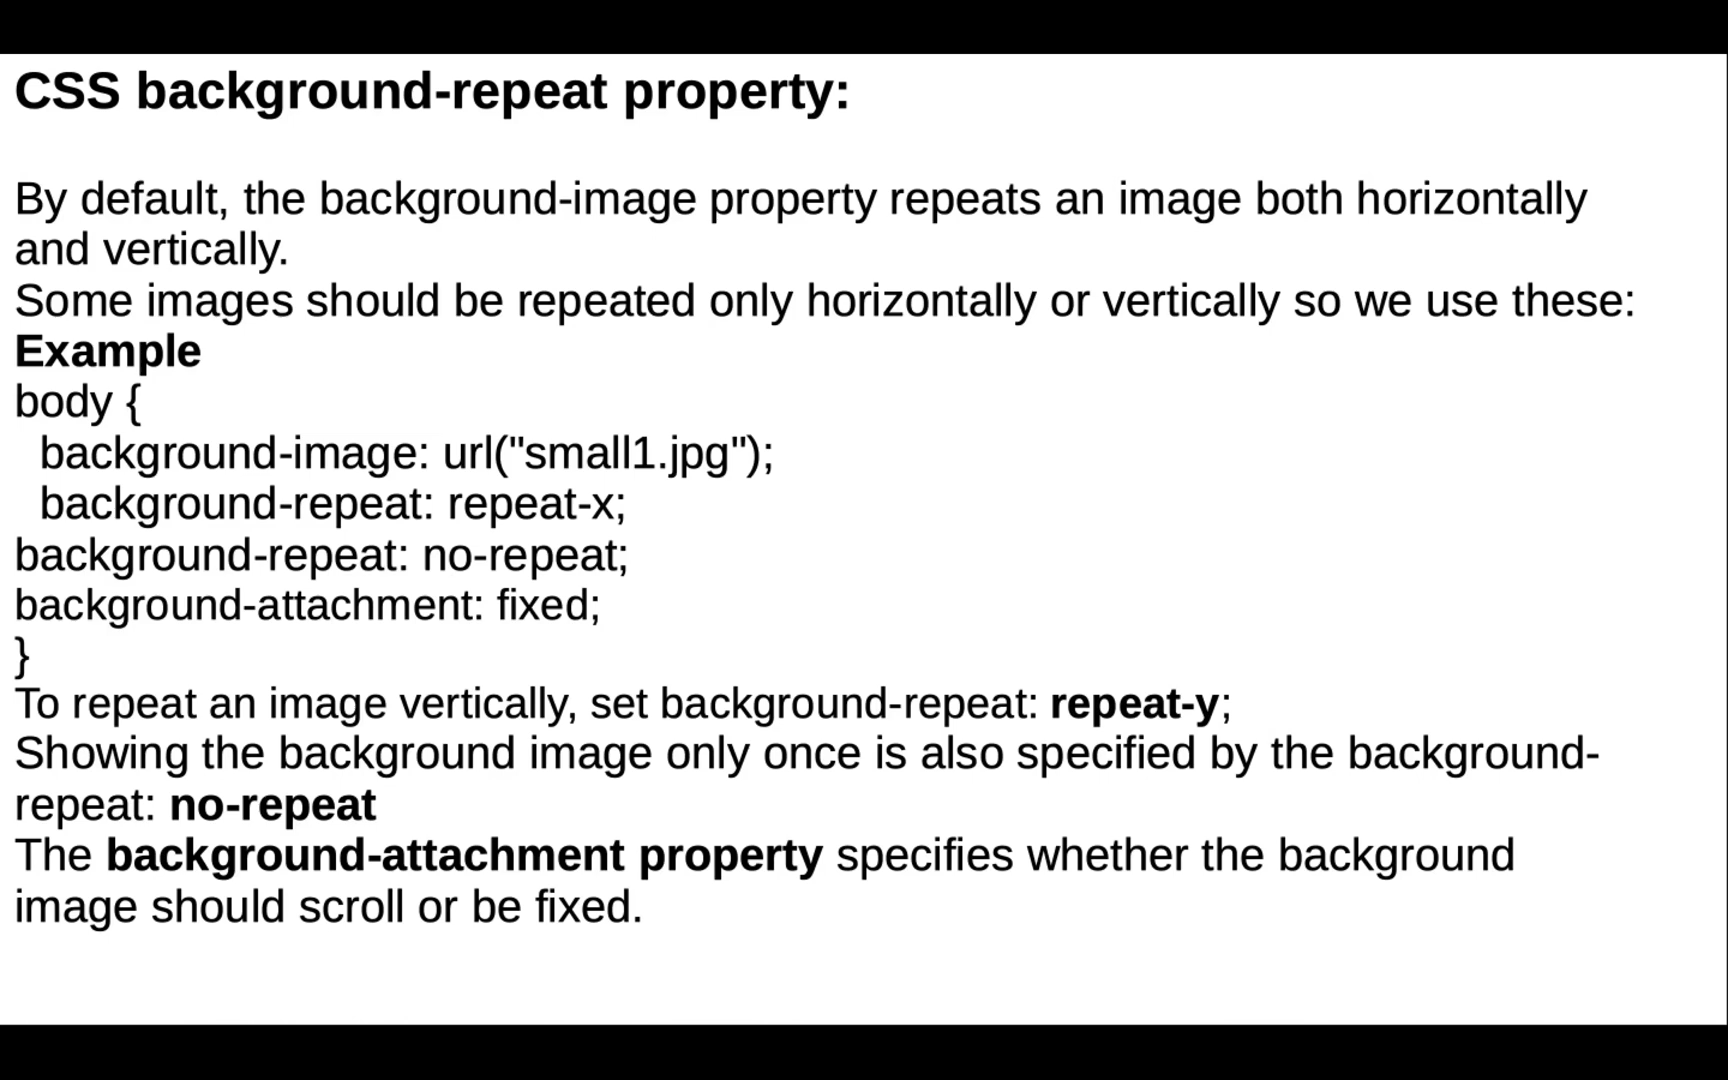 CSS background-repeat property:
By default, the background-image property repeats an image both horizontally
and vertically.
Some images should be repeated only horizontally or vertically so we use these:
Example
body {
  background-image: url("small1.jpg");
  background-repeat: repeat-x;
background-repeat: no-repeat;
background-attachment: fixed;
}
To repeat an image vertically, set background-repeat: repeat-y;
Showing the background image only once is also specified by the background-
repeat: no-repeat
The background-attachment property specifies whether the background
image should scroll or be fixed.